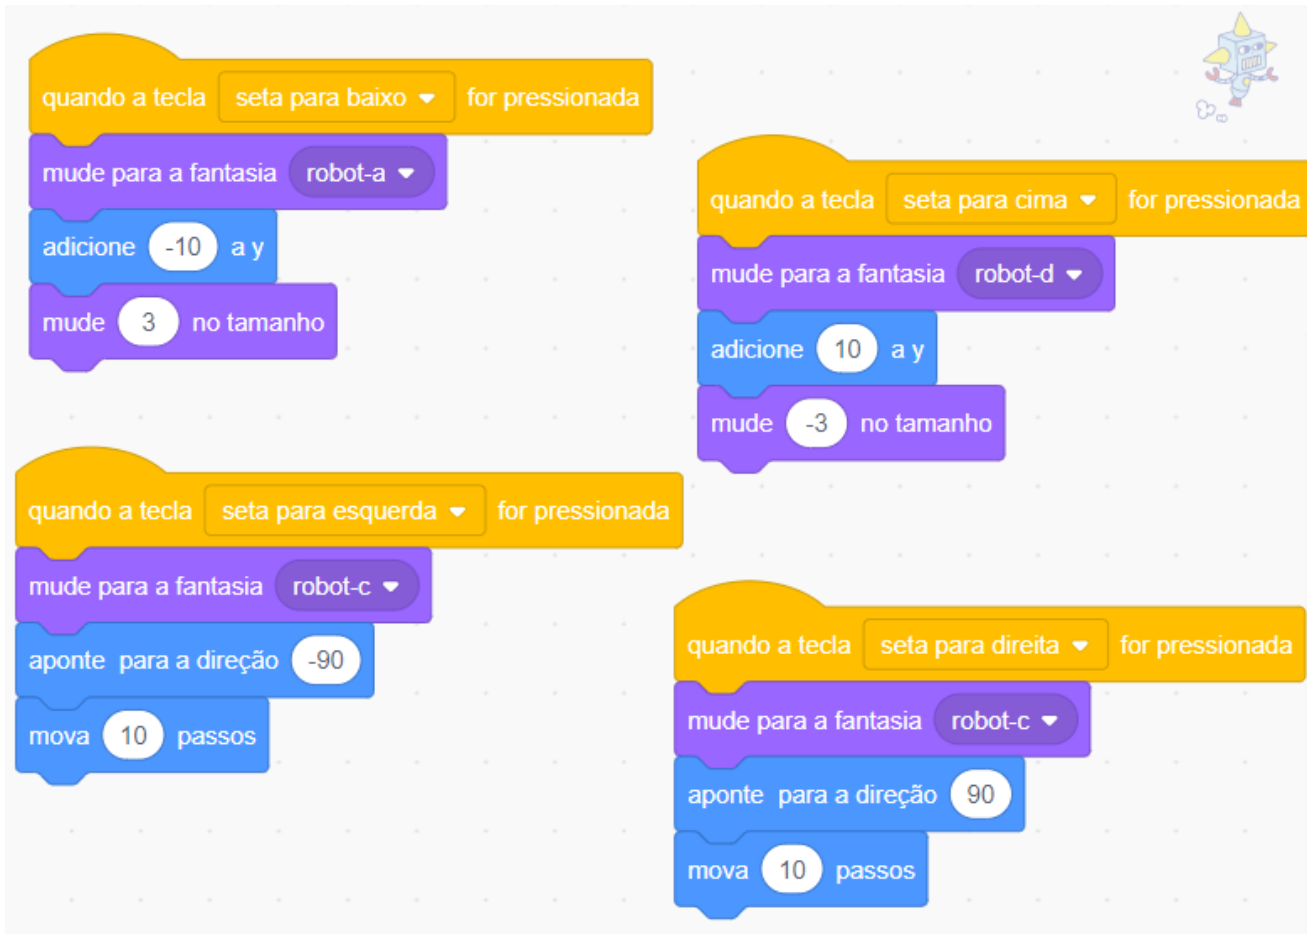 quando a tecla seta para baixo for pressionada
mude para a fantasia robot-a
adicione -10 a y
mude 3 no tamanho
quando a tecla seta para cima for pressionada
mude para a fantasia robot-d
adicione 10 a y
mude -3 no tamanho
quando a tecla seta para esquerda for pressionada
mude para a fantasia robot-c
aponte para a direção -90
mova 10 passos
quando a tecla seta para direita for pressionada
mude para a fantasia robot-c
aponte para a direção 90
mova 10 passos